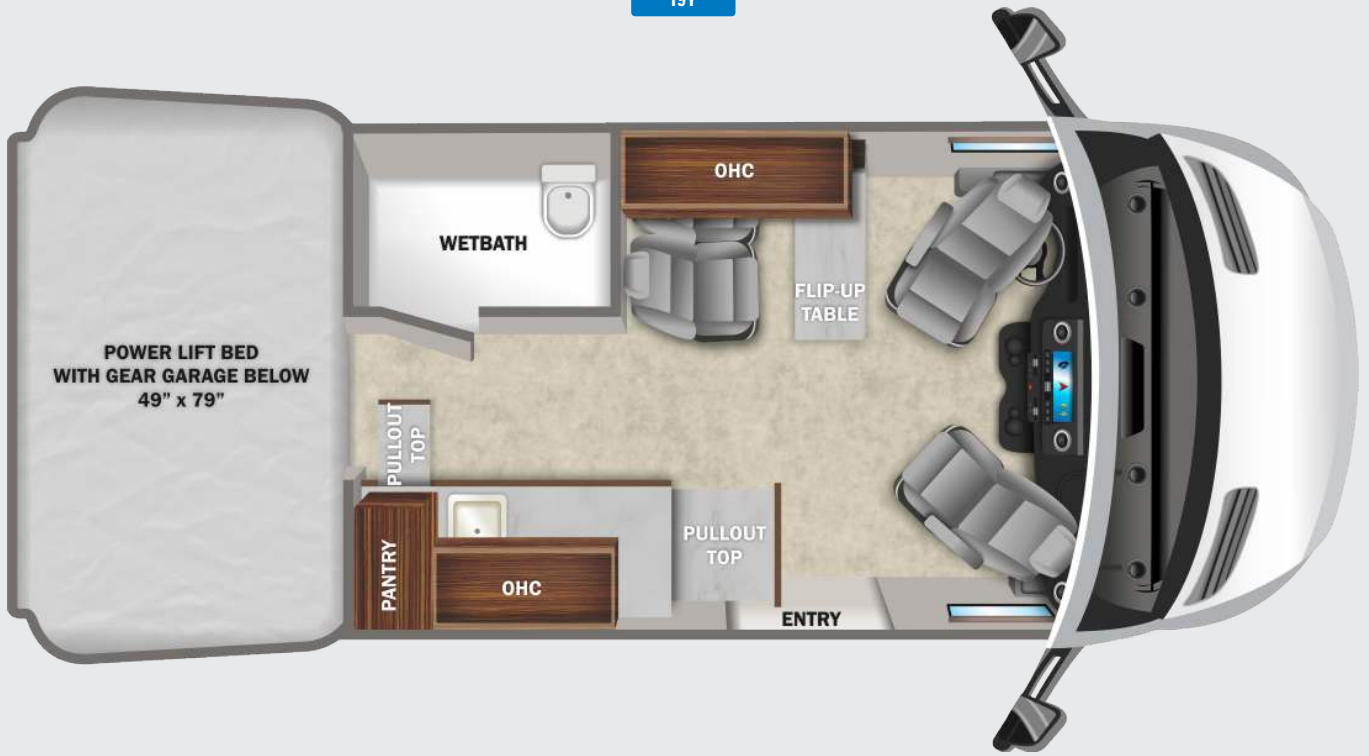 OHC
WETBATH
FLIP-UP
TABLE
POWER LIFT BED
WITH GEAR GARAGE BELOW
49” x 79”
PULLOUT
TOP
PULLOUT
TOP
PANTRY
OHC
ENTRY